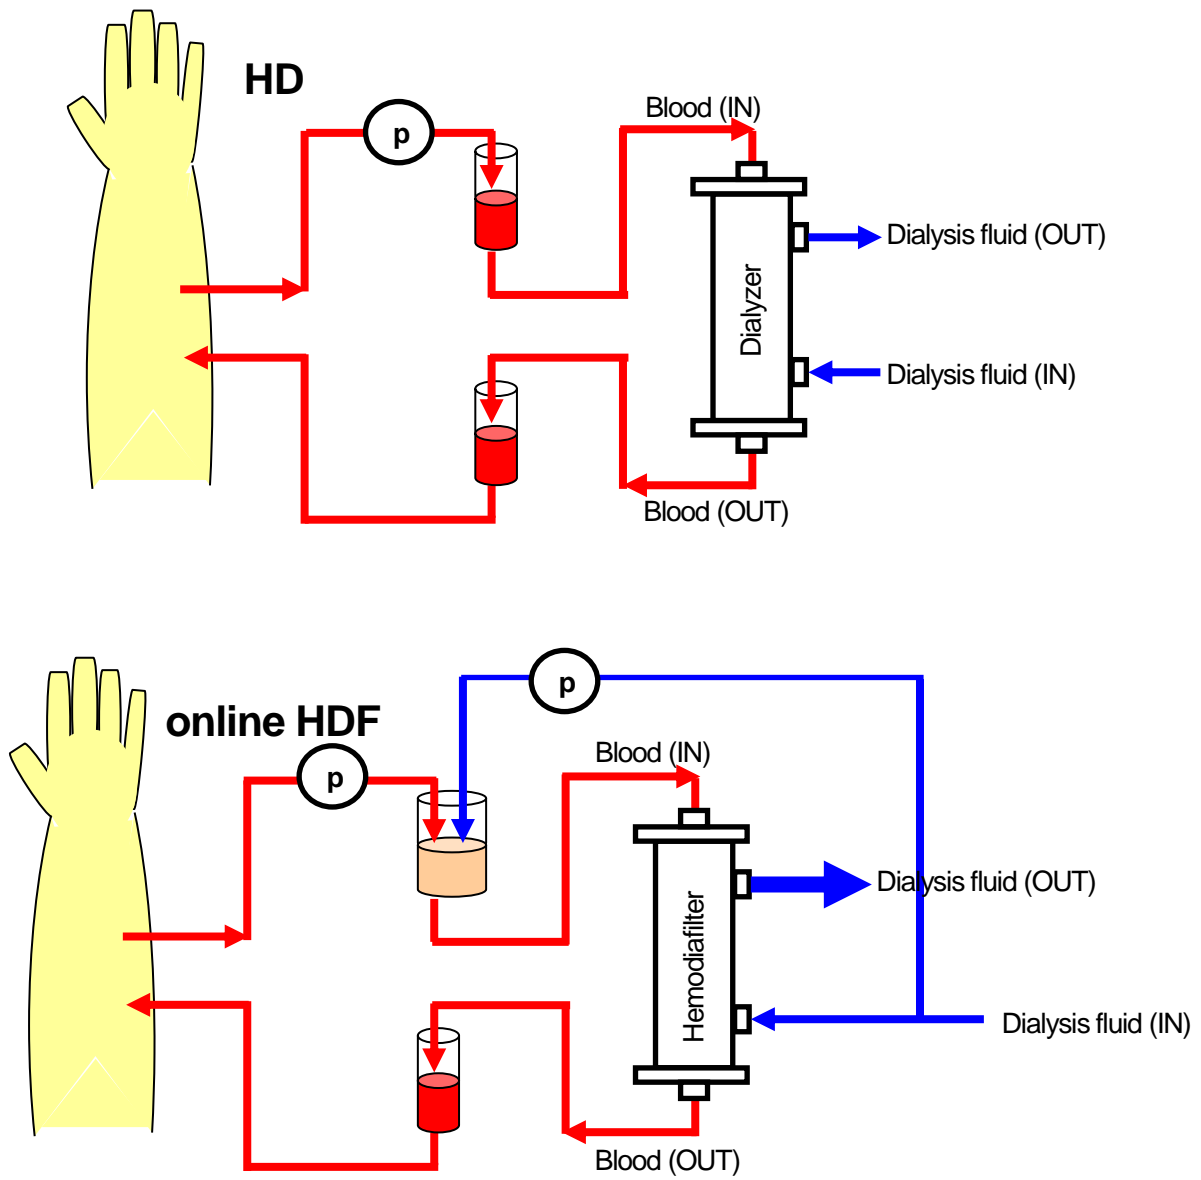 HD
p
Blood (IN)
Dialysis fluid (OUT)
Dialyzer
Dialysis fluid (IN)
Blood (OUT)
online HDF
p
p
Blood (IN)
Dialysis fluid (OUT)
Hemodiafilter
Dialysis fluid (IN)
Blood (OUT)